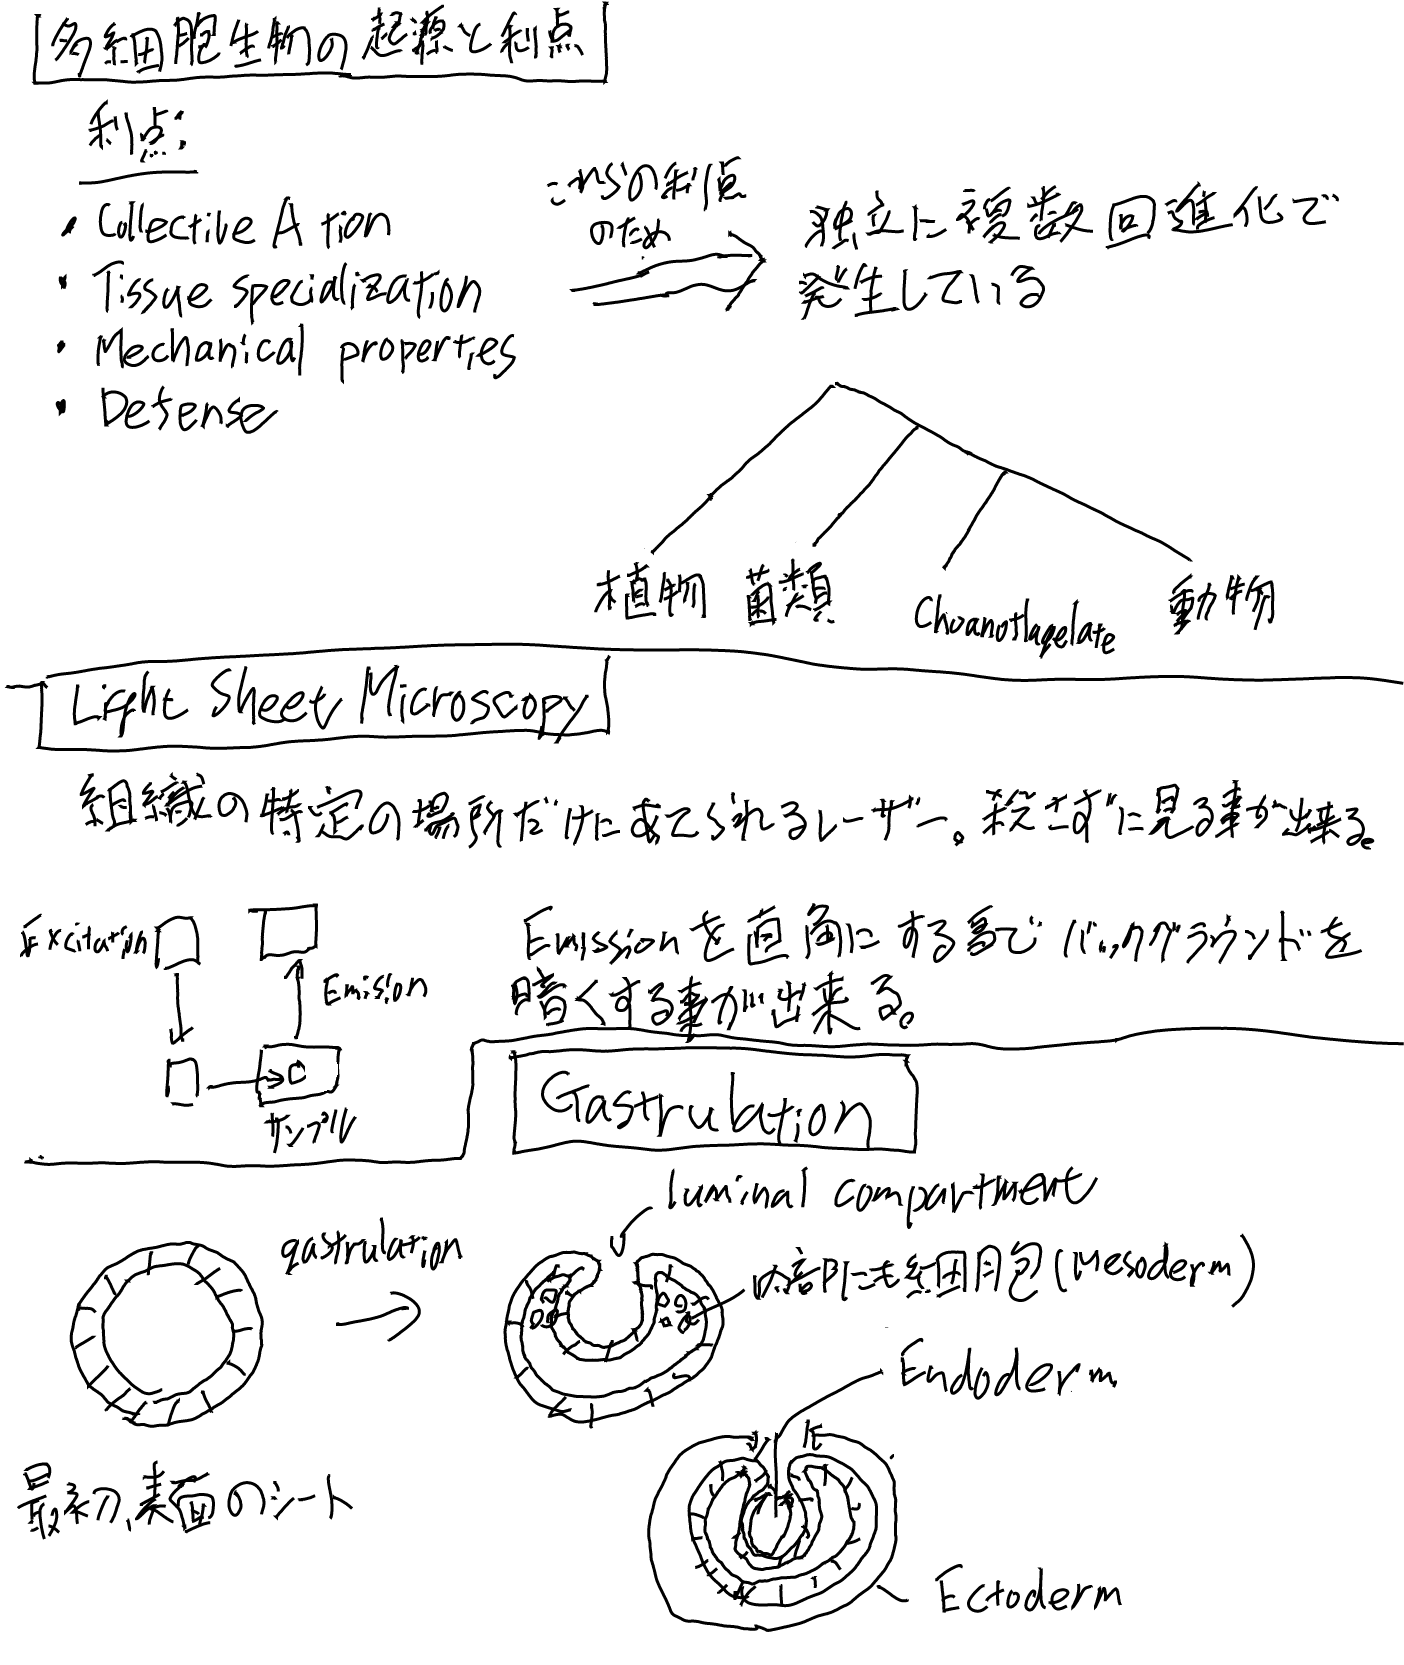 多細胞生物の起源と利点
利点:
• Collective A tion
• Tissue specialization
• Mechanical properties
• Defense
これらの利点
のため
独立に複数回進化で
発生している
植物 菌類 Choanoflagelate 動物
Light Sheet Microscopy
組織の特定の場所だけにあてられるレーザー。殺さずに見る事が出来る。
Excitation
Emission
サンプル
Emissionを直角にする事でバックグラウンドを
暗くする事が出来る。
Gastrulation
luminal compartment
gastrulation
内部にも細胞(Mesoderm)
Endoderm
最初、表面のシート
Ectoderm